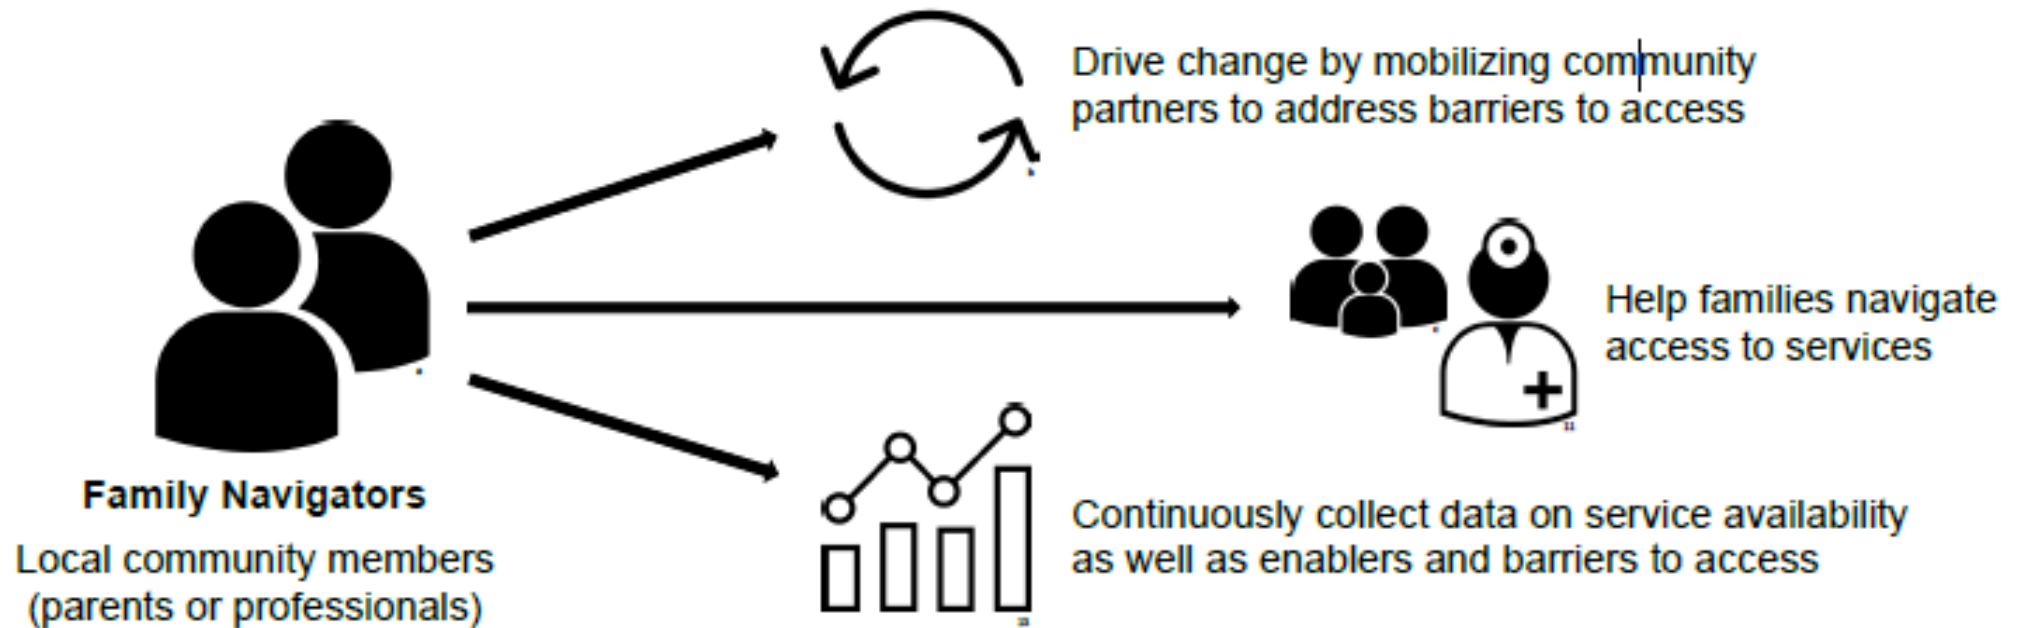 Drive change by mobilizing community
partners to address barriers to access
Help families navigate
access to services
Family Navigators
Local community members
(parents or professionals)
Continuously collect data on service availability
as well as enablers and barriers to access